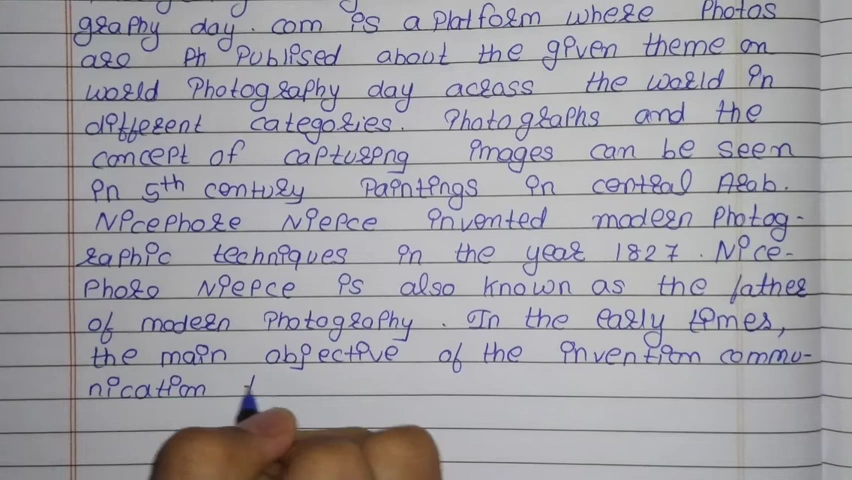 graphy day. com is a platform where Photos
are Ph Publised about the given theme on
world Photography day across the world in
different categories. Photographs and the
concept of capturing images can be seen
in 5th century Paintings in central Arab.
Nicephore Niepce invented modern Photog-
raphic techniques in the year 1827. Nice-
Phore Niepce is also known as the father
of modern Photography. In the early times,
the main objective of the invention commu-
nication